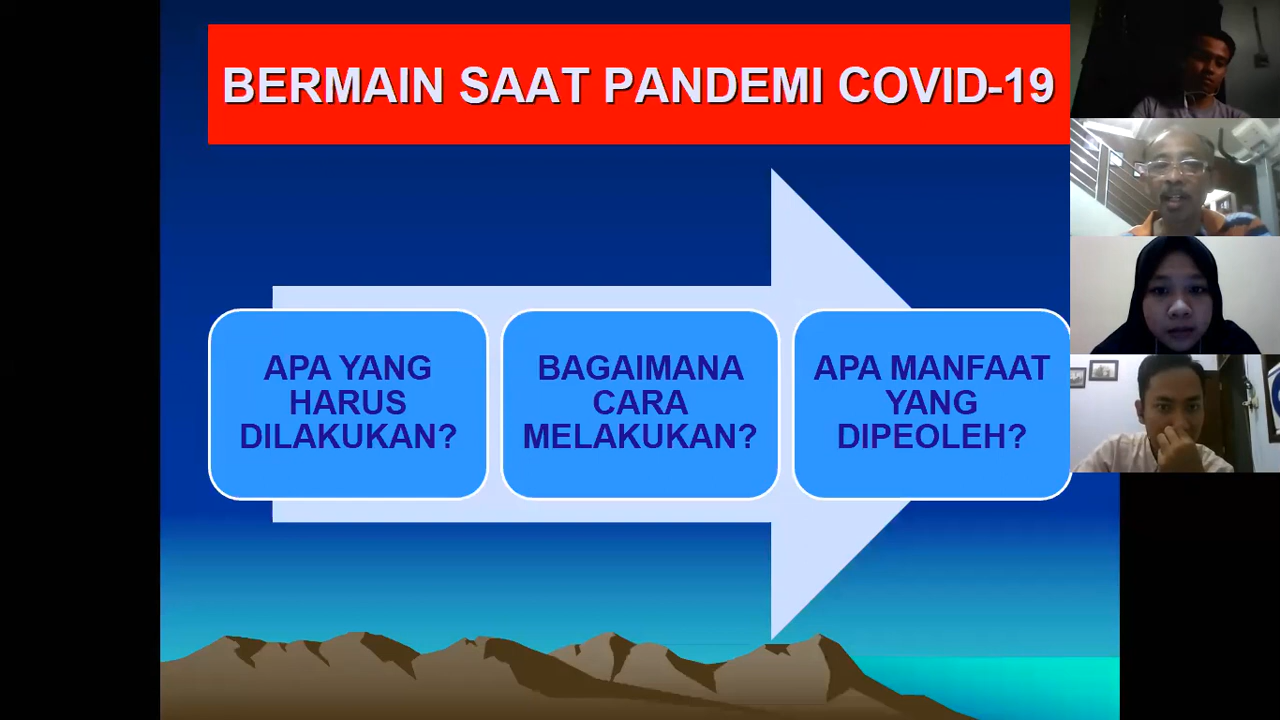 BERMAIN SAAT PANDEMI COVID-19
APA YANG
HARUS
DILAKUKAN?
BAGAIMANA
CARA
MELAKUKAN?
APA MANFAAT
YANG
DIPEOLEH?